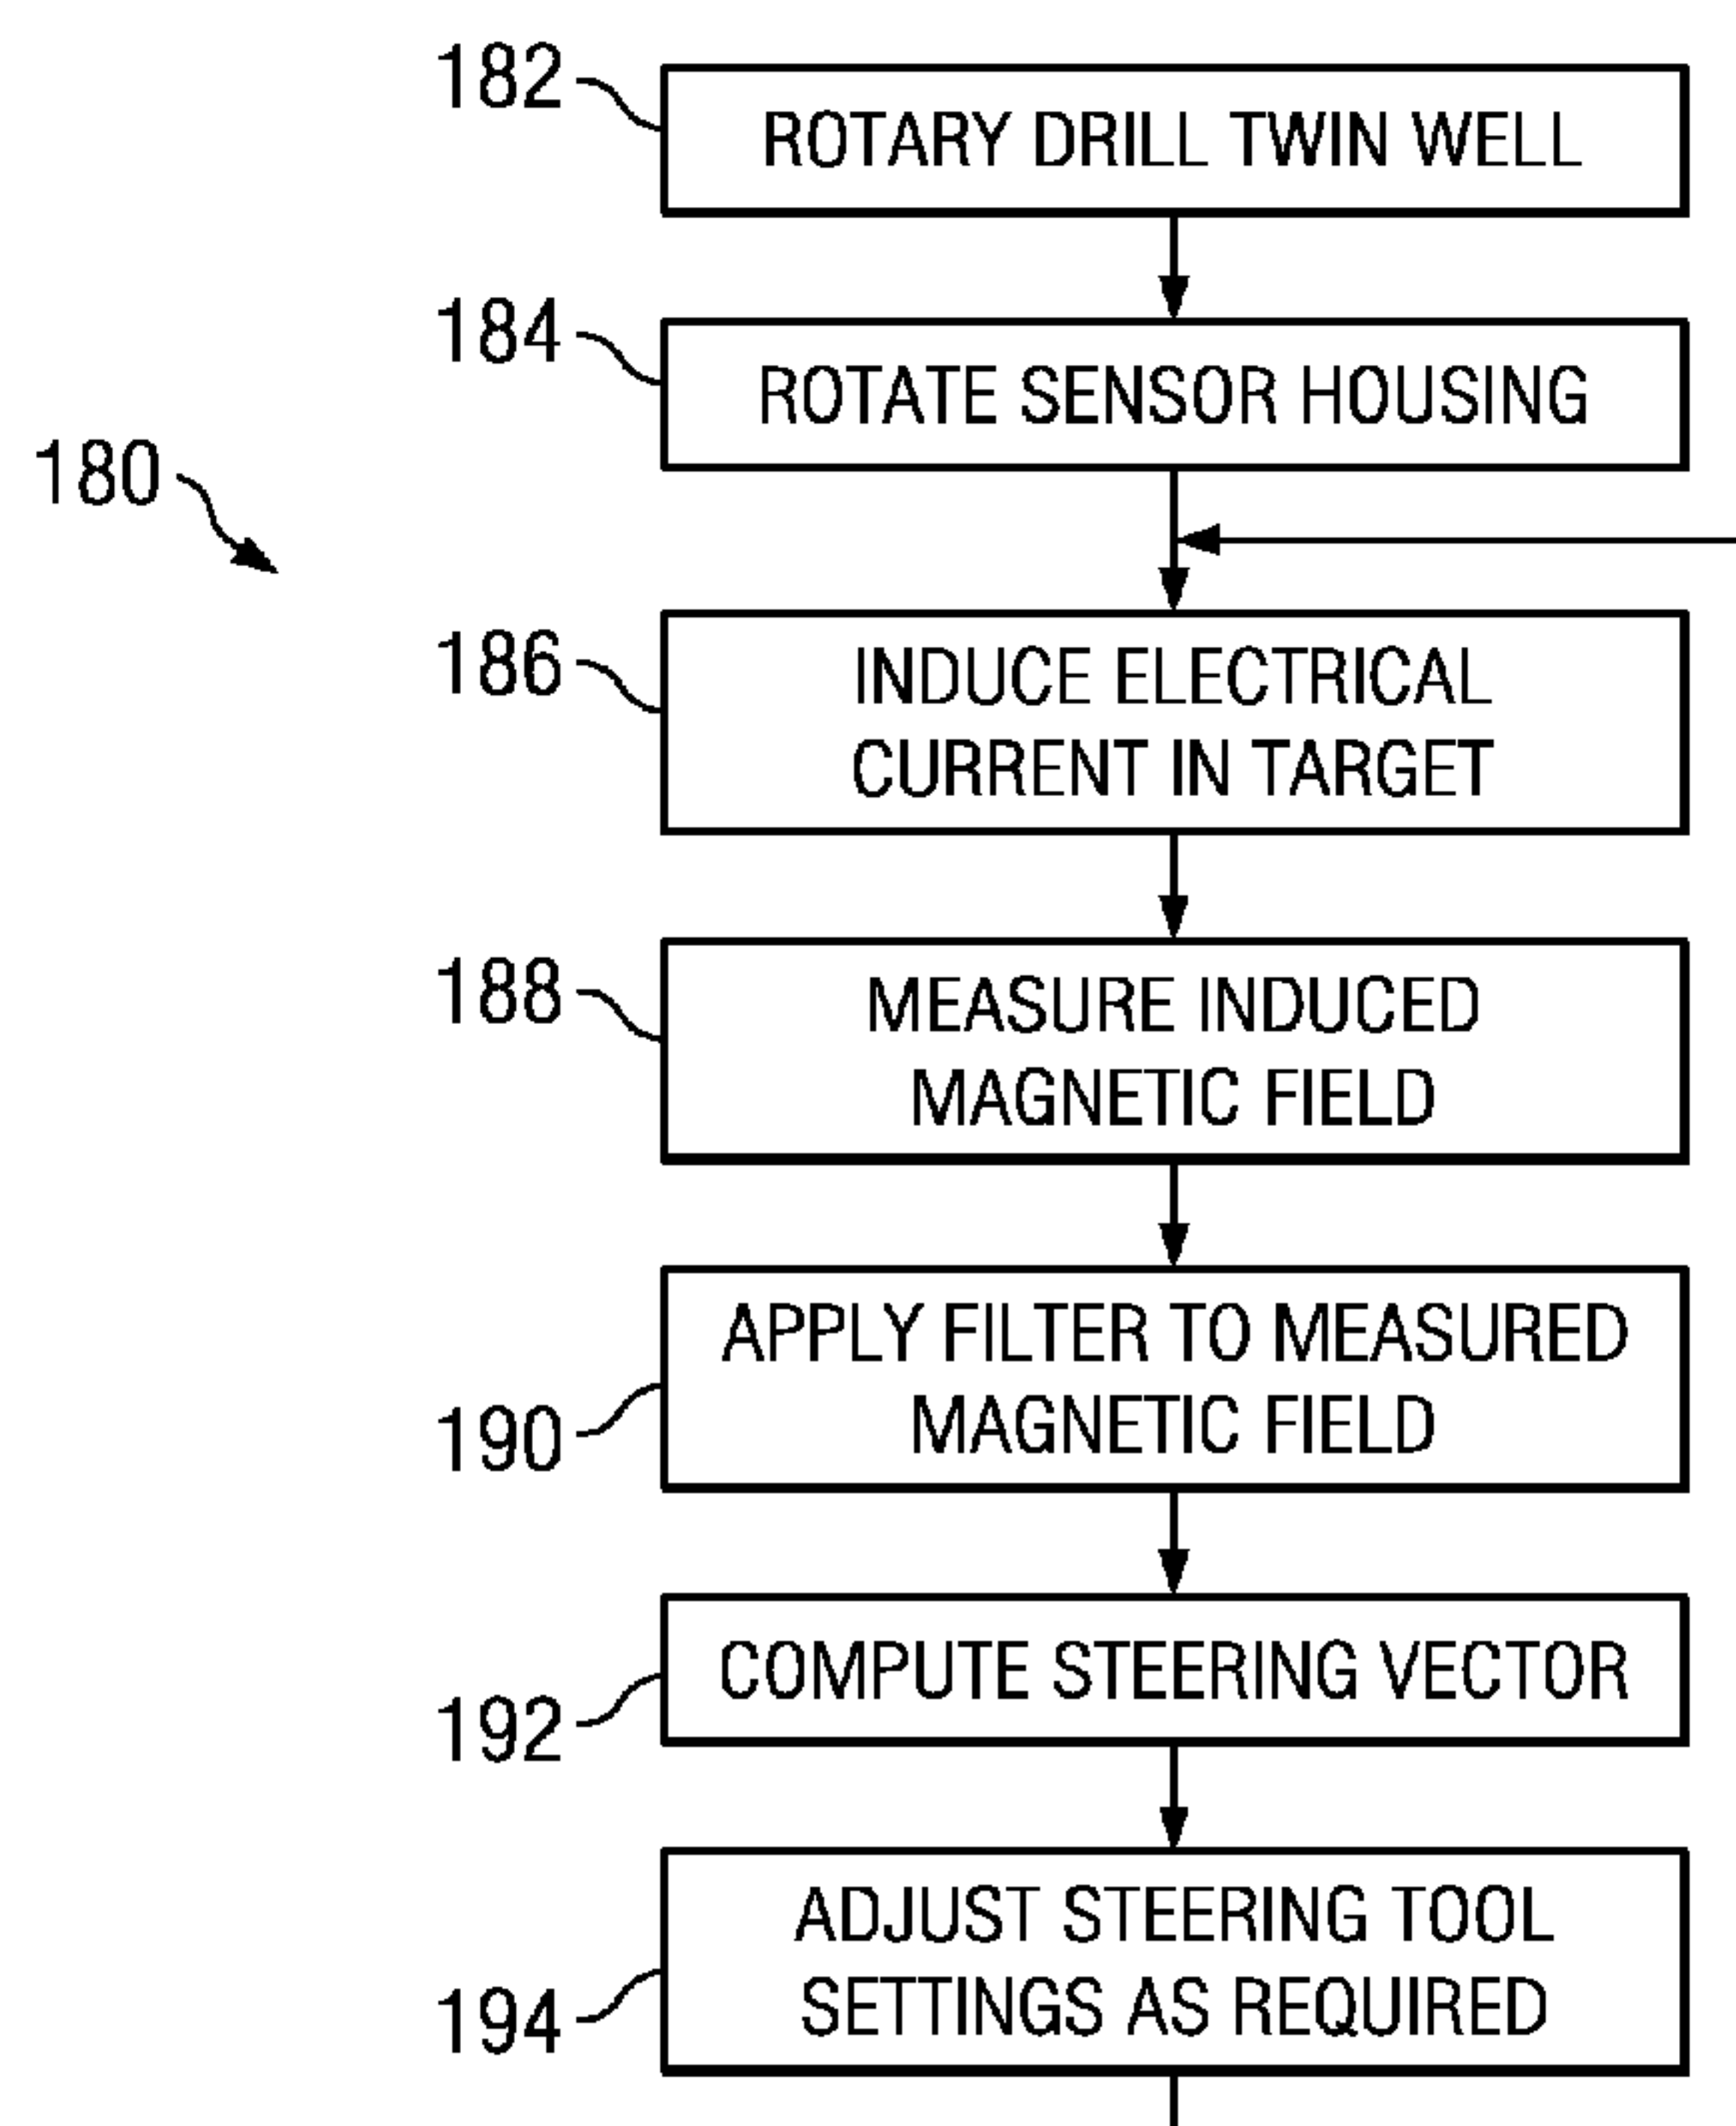 182
ROTARY DRILL TWIN WELL
184
ROTATE SENSOR HOUSING
180
186
INDUCE ELECTRICAL
CURRENT IN TARGET
188
MEASURE INDUCED
MAGNETIC FIELD
APPLY FILTER TO MEASURED
MAGNETIC FIELD
190
COMPUTE STEERING VECTOR
192
ADJUST STEERING TOOL
SETTINGS AS REQUIRED
194